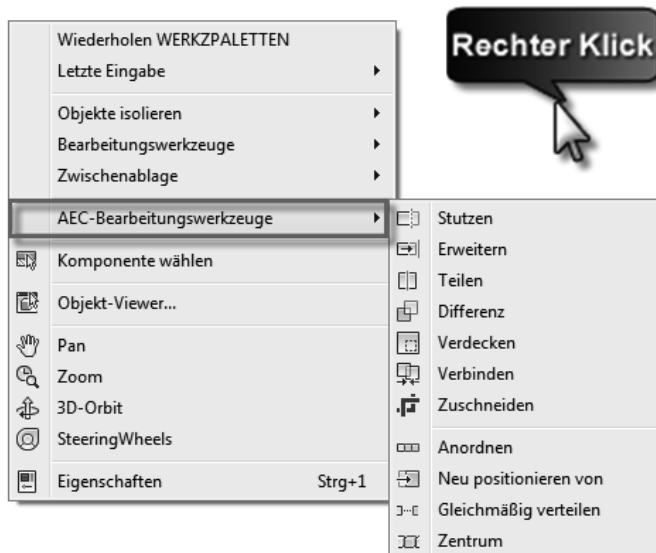 Rechter Klick
Wiederholen WERKZPALETTEN
Letzte Eingabe
Objekte isolieren
Bearbeitungswerkzeuge
Zwischenablage
AEC-Bearbeitungswerkzeuge
Komponente wählen
Objekt-Viewer...
Pan
Zoom
3D-Orbit
SteeringWheels
Eigenschaften Strg+1
Stutzen
Erweitern
Teilen
Differenz
Verdecken
Verbinden
Zuschneiden
Anordnen
Neu positionieren von
Gleichmäßig verteilen
Zentrum